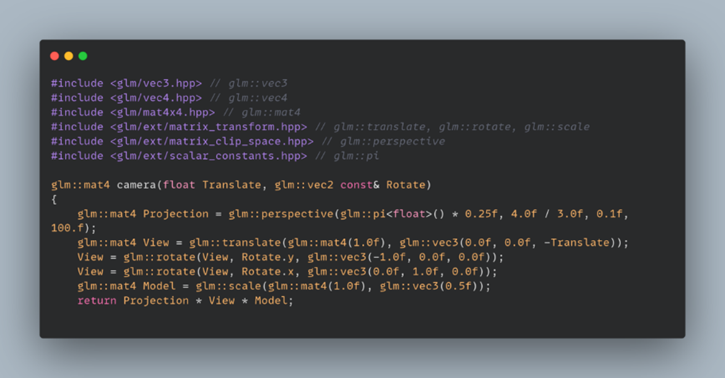 #include <glm/vec3.hpp> // glm::vec3
#include <glm/vec4.hpp> // glm::vec4
#include <glm/mat4x4.hpp> // glm::mat4
#include <glm/ext/matrix_transform.hpp> // glm::translate, glm::rotate, glm::scale
#include <glm/ext/matrix_clip_space.hpp> // glm::perspective
#include <glm/ext/scalar_constants.hpp> // glm::pi

glm::mat4 camera(float Translate, glm::vec2 const& Rotate)
{
    glm::mat4 Projection = glm::perspective(glm::pi<float>() * 0.25f, 4.0f / 3.0f, 0.1f,
100.f);
    glm::mat4 View = glm::translate(glm::mat4(1.0f), glm::vec3(0.0f, 0.0f, -Translate));
    View = glm::rotate(View, Rotate.y, glm::vec3(-1.0f, 0.0f, 0.0f));
    View = glm::rotate(View, Rotate.x, glm::vec3(0.0f, 1.0f, 0.0f));
    glm::mat4 Model = glm::scale(glm::mat4(1.0f), glm::vec3(0.5f));
    return Projection * View * Model;